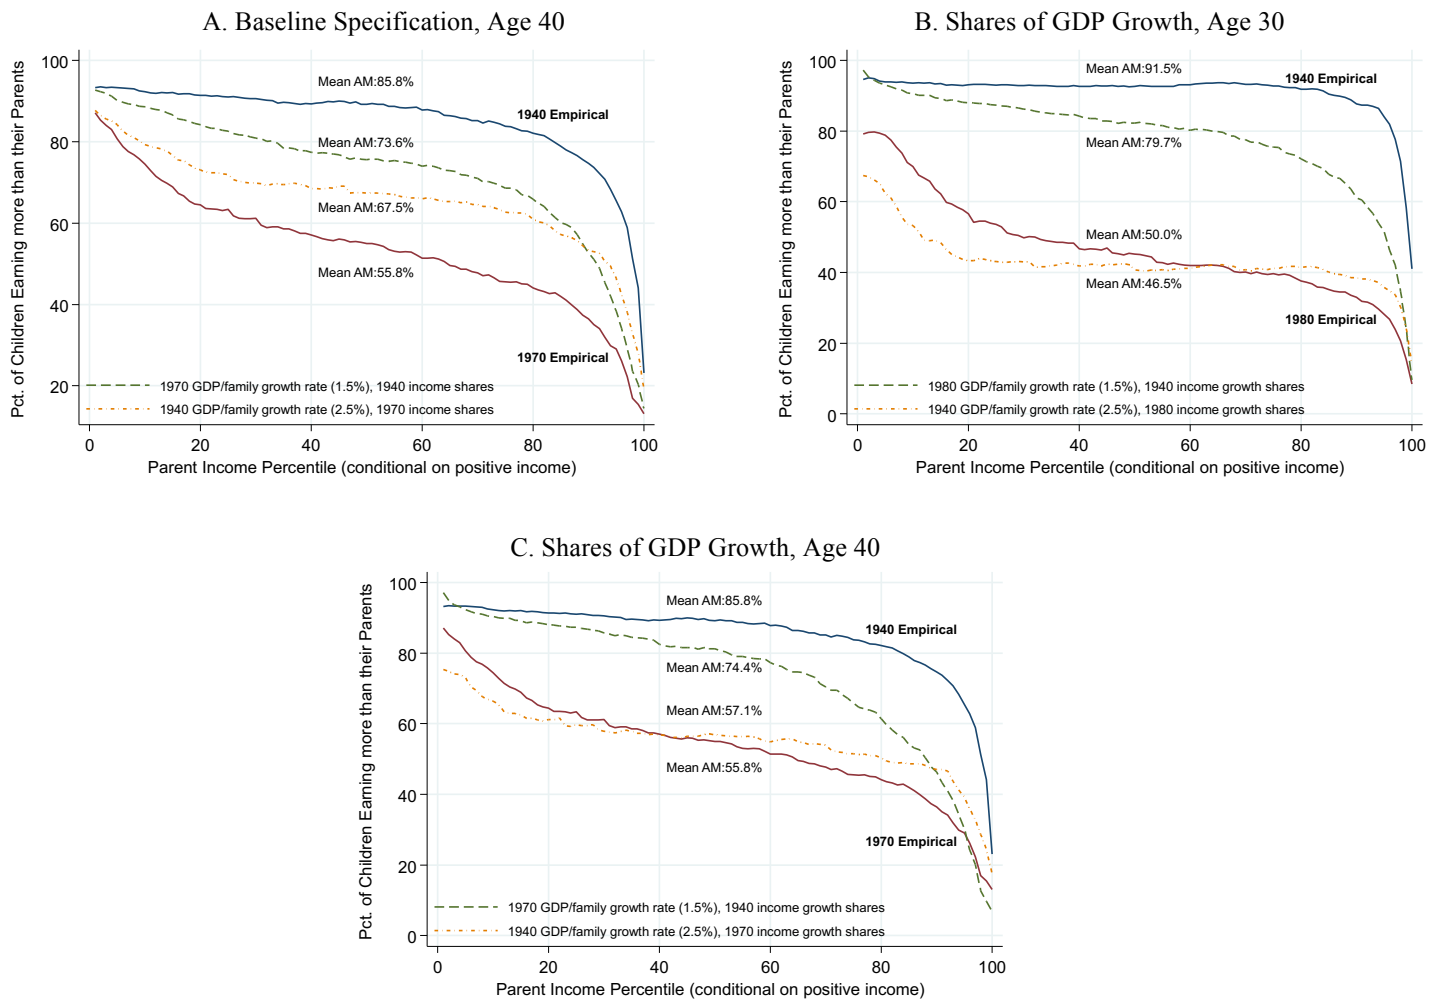 A. Baseline Specification, Age 40
Pct. of Children Earning more than their Parents
100
80
60
40
20
Mean AM:85.8%
1940 Empirical
Mean AM:73.6%
Mean AM:67.5%
Mean AM:55.8%
1970 Empirical
1970 GDP/family growth rate (1.5%), 1940 income shares
1940 GDP/family growth rate (2.5%), 1970 income shares
0 20 40 60 80 100
Parent Income Percentile (conditional on positive income)
B. Shares of GDP Growth, Age 30
Pct. of Children Earning more than their Parents
100
80
60
40
20
0
Mean AM:91.5%
1940 Empirical
Mean AM:79.7%
Mean AM:50.0%
Mean AM:46.5%
1980 Empirical
1980 GDP/family growth rate (1.5%), 1940 income growth shares
1940 GDP/family growth rate (2.5%), 1980 income growth shares
0 20 40 60 80 100
Parent Income Percentile (conditional on positive income)
C. Shares of GDP Growth, Age 40
Pct. of Children Earning more than their Parents
100
80
60
40
20
0
Mean AM:85.8%
1940 Empirical
Mean AM:74.4%
Mean AM:57.1%
Mean AM:55.8%
1970 Empirical
1970 GDP/family growth rate (1.5%), 1940 income growth shares
1940 GDP/family growth rate (2.5%), 1970 income growth shares
0 20 40 60 80 100
Parent Income Percentile (conditional on positive income)